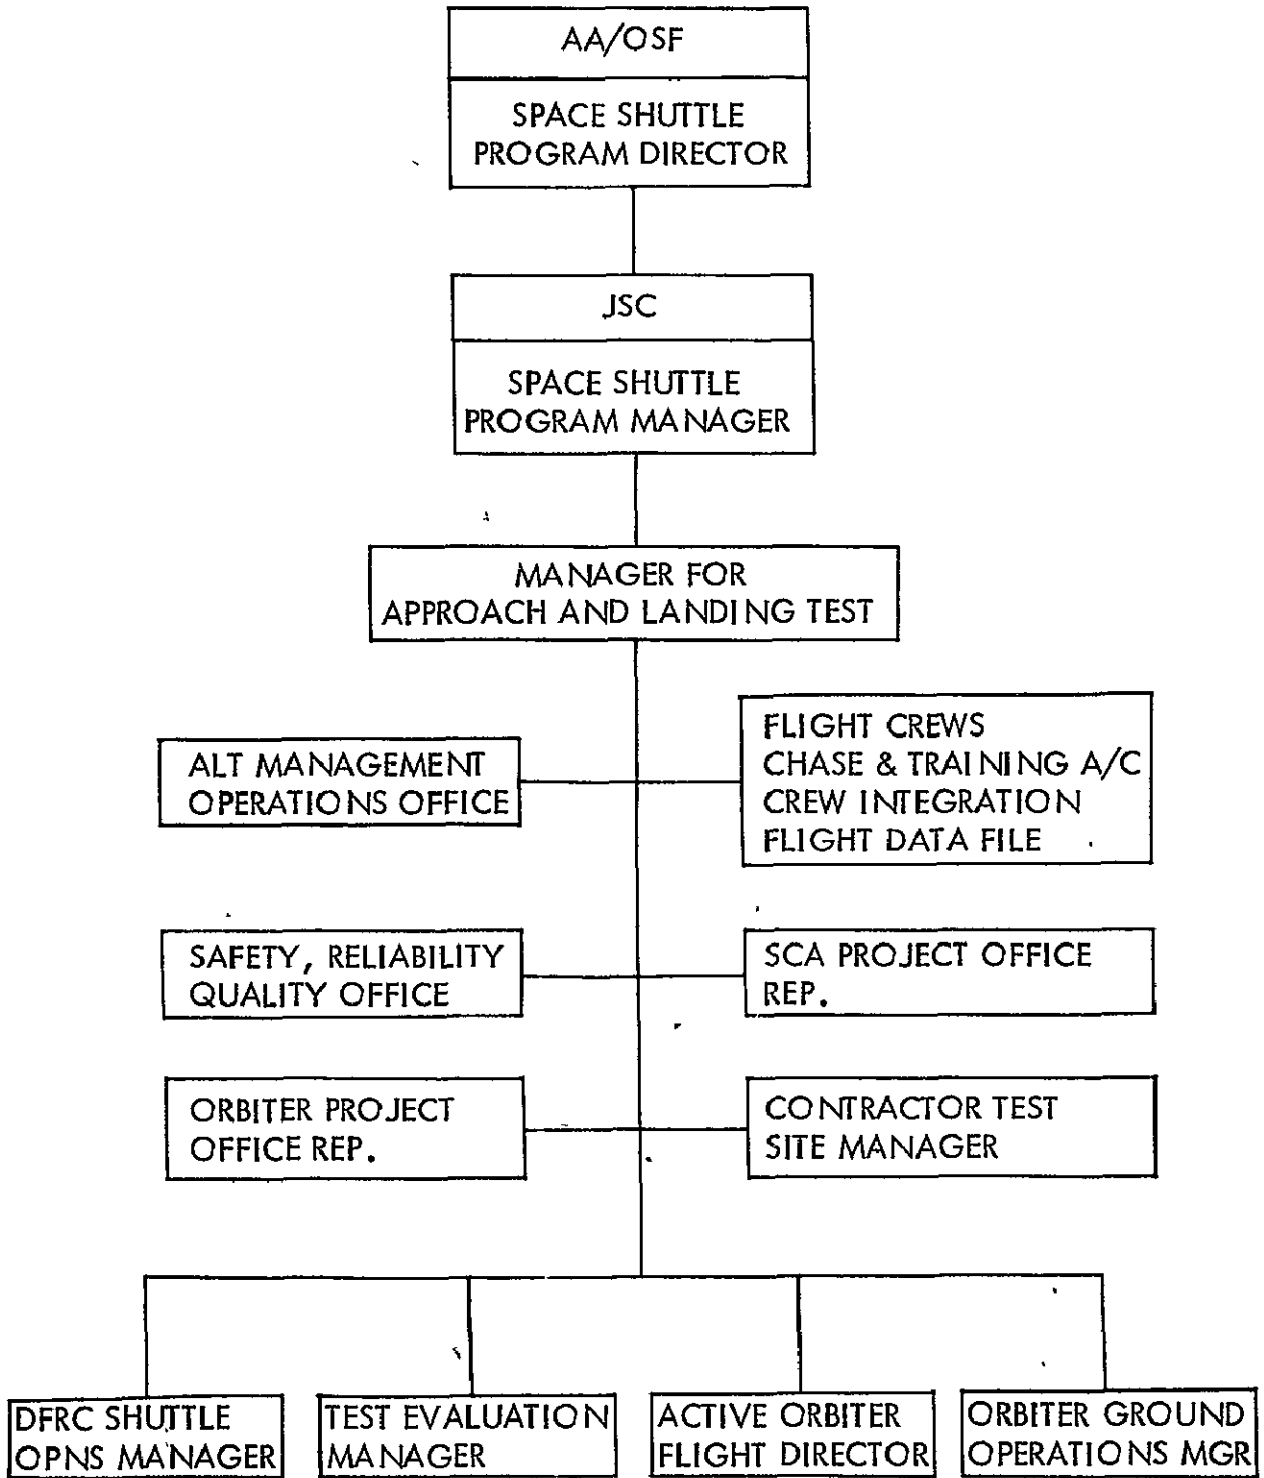 AA/OSF
SPACE SHUTTLE
PROGRAM DIRECTOR
JSC
SPACE SHUTTLE
PROGRAM MANAGER
MANAGER FOR
APPROACH AND LANDING TEST
ALT MANAGEMENT
OPERATIONS OFFICE
FLIGHT CREWS
CHASE & TRAINING A/C
CREW INTEGRATION
FLIGHT DATA FILE
SAFETY, RELIABILITY
QUALITY OFFICE
SCA PROJECT OFFICE
REP.
ORBITER PROJECT
OFFICE REP.
CONTRACTOR TEST
SITE MANAGER
DFRC SHUTTLE
OPNS MANAGER
TEST EVALUATION
MANAGER
ACTIVE ORBITER
FLIGHT DIRECTOR
ORBITER GROUND
OPERATIONS MGR